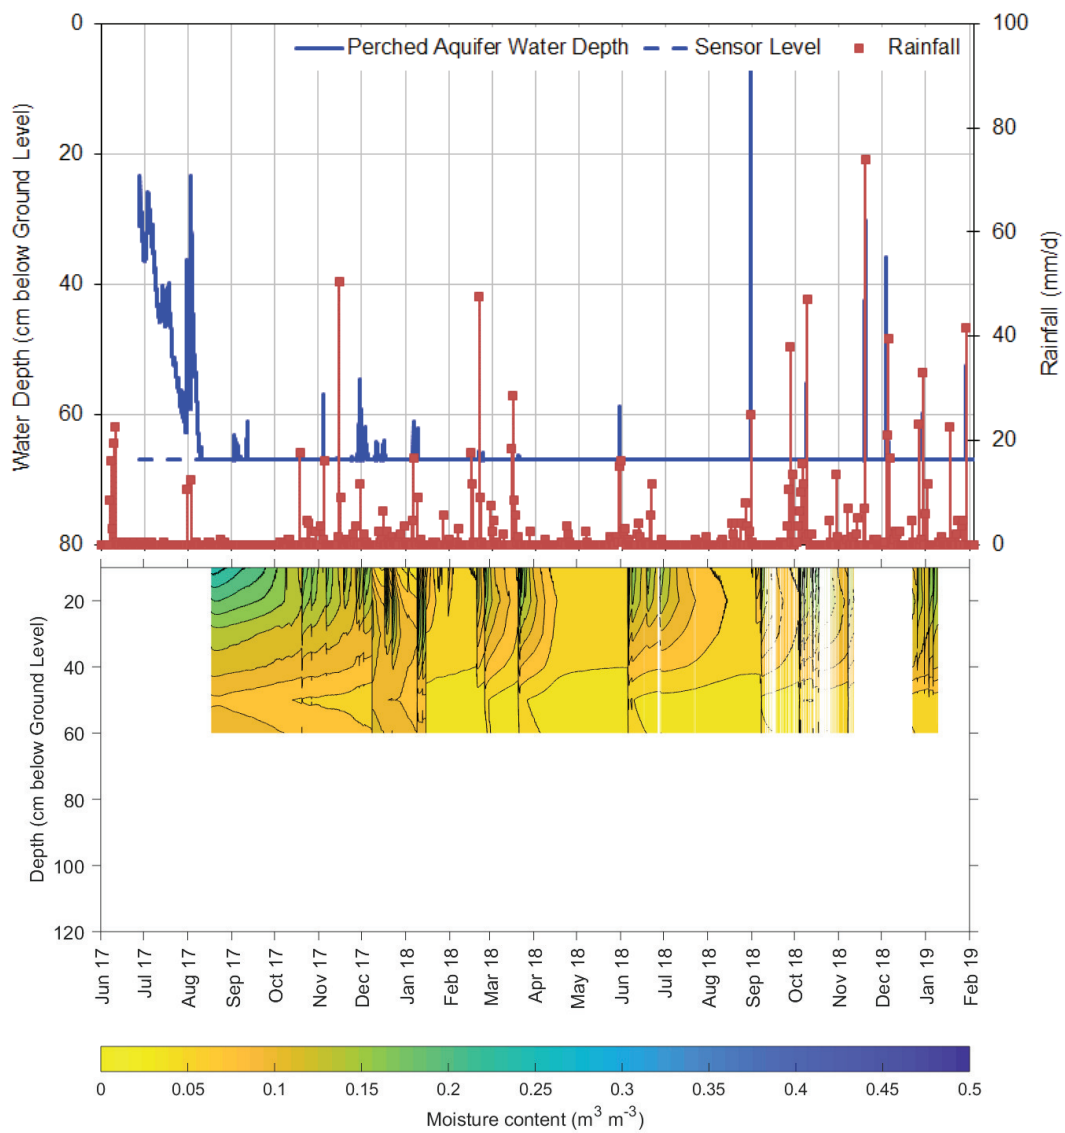 0 100
Perched Aquifer Water Depth Sensor Level Rainfall
80
20
60
40
40
60
20
80 0
Water Depth (cm below Ground Level)
Rainfall (mm/d)
20
40
60
80
100
120
Depth (cm below Ground Level)
Jun 17 Jul 17 Aug 17 Sep 17 Oct 17 Nov 17 Dec 17 Jan 18 Feb 18 Mar 18 Apr 18 May 18 Jun 18 Jul 18 Aug 18 Sep 18 Oct 18 Nov 18 Dec 18 Jan 19 Feb 19
0 0.05 0.1 0.15 0.2 0.25 0.3 0.35 0.4 0.45 0.5
Moisture content (m³ m⁻³)